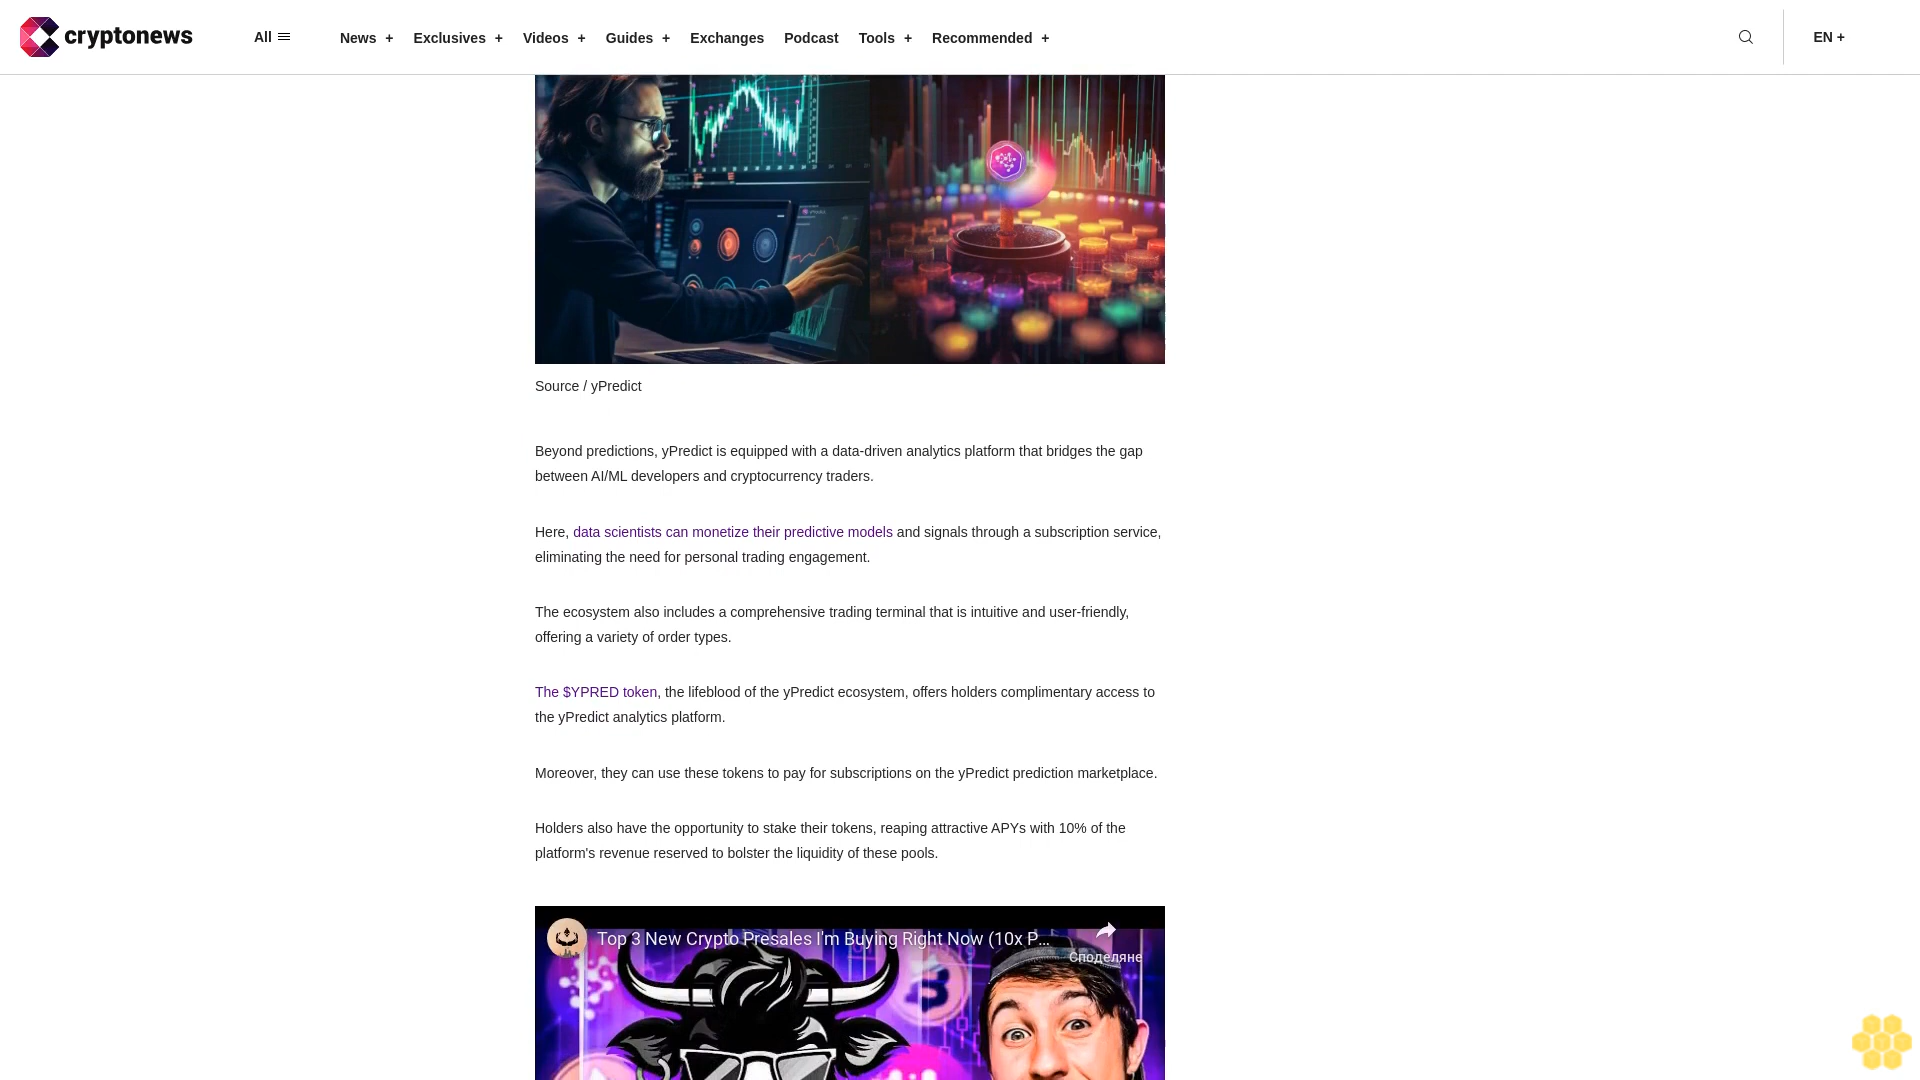 cryptonews
All
News +
Exclusives +
Videos +
Guides +
Exchanges
Podcast
Tools +
Recommended +
EN +
Source / yPredict
Beyond predictions, yPredict is equipped with a data-driven analytics platform that bridges the gap
between AI/ML developers and cryptocurrency traders.
Here, data scientists can monetize their predictive models and signals through a subscription service,
eliminating the need for personal trading engagement.
The ecosystem also includes a comprehensive trading terminal that is intuitive and user-friendly,
offering a variety of order types.
The $YPRED token, the lifeblood of the yPredict ecosystem, offers holders complimentary access to
the yPredict analytics platform.
Moreover, they can use these tokens to pay for subscriptions on the yPredict prediction marketplace.
Holders also have the opportunity to stake their tokens, reaping attractive APYs with 10% of the
platform's revenue reserved to bolster the liquidity of these pools.
Top 3 New Crypto Presales I'm Buying Right Now (10x P...
Споделяне